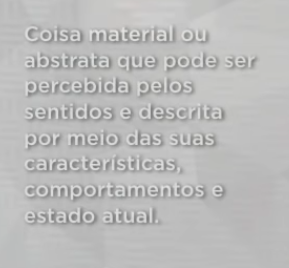 Coisa material ou
abstrata que pode ser
percebida pelos
sentidos e descrita
por meio das suas
características,
comportamentos e
estado atual.